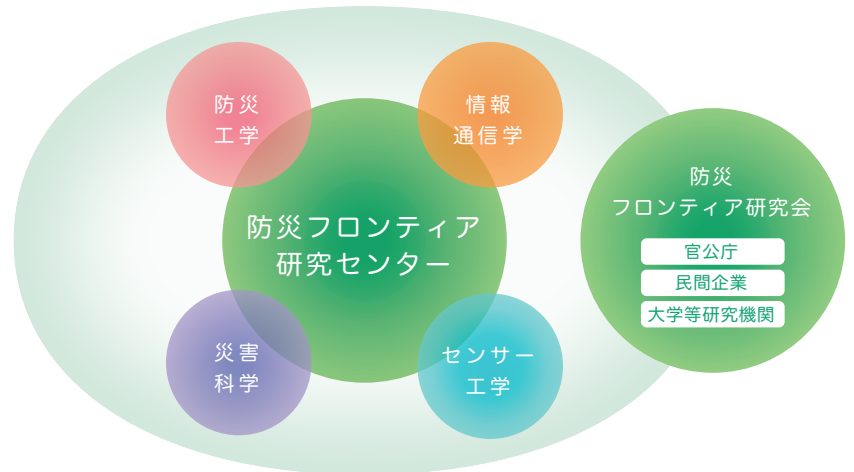 防災
工学
情報
通信学
防災フロンティア
研究センター
災害
科学
センサー
工学
防災
フロンティア研究会
官公庁
民間企業
大学等研究機関